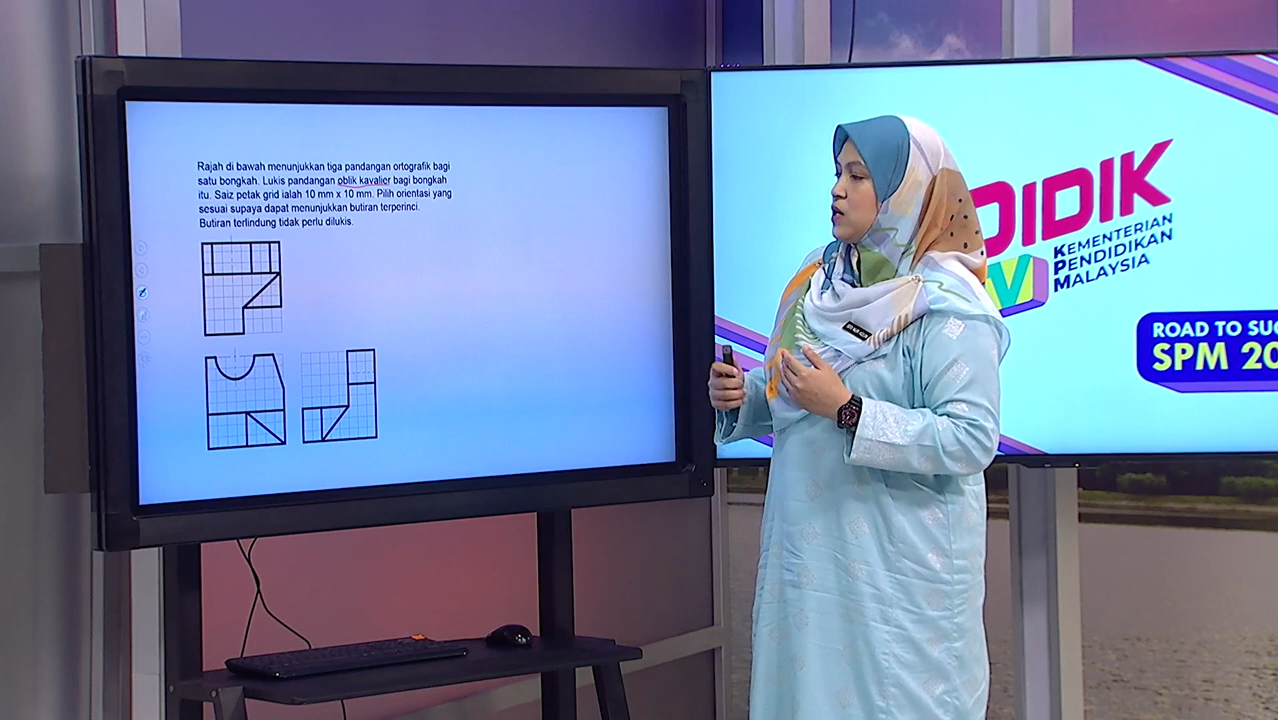 Rajah di bawah menunjukkan tiga pandangan ortografik bagi
satu bongkah. Lukis pandangan oblik kavalier bagi bongkah
itu. Saiz petak grid ialah 10 mm x 10 mm. Pilih orientasi yang
sesuai supaya dapat menunjukkan butiran terperinci.
Butiran terlindung tidak perlu dilukis.
DIDIK
TV
KEMENTERIAN
PENDIDIKAN
MALAYSIA
ROAD TO SUC
SPM 20